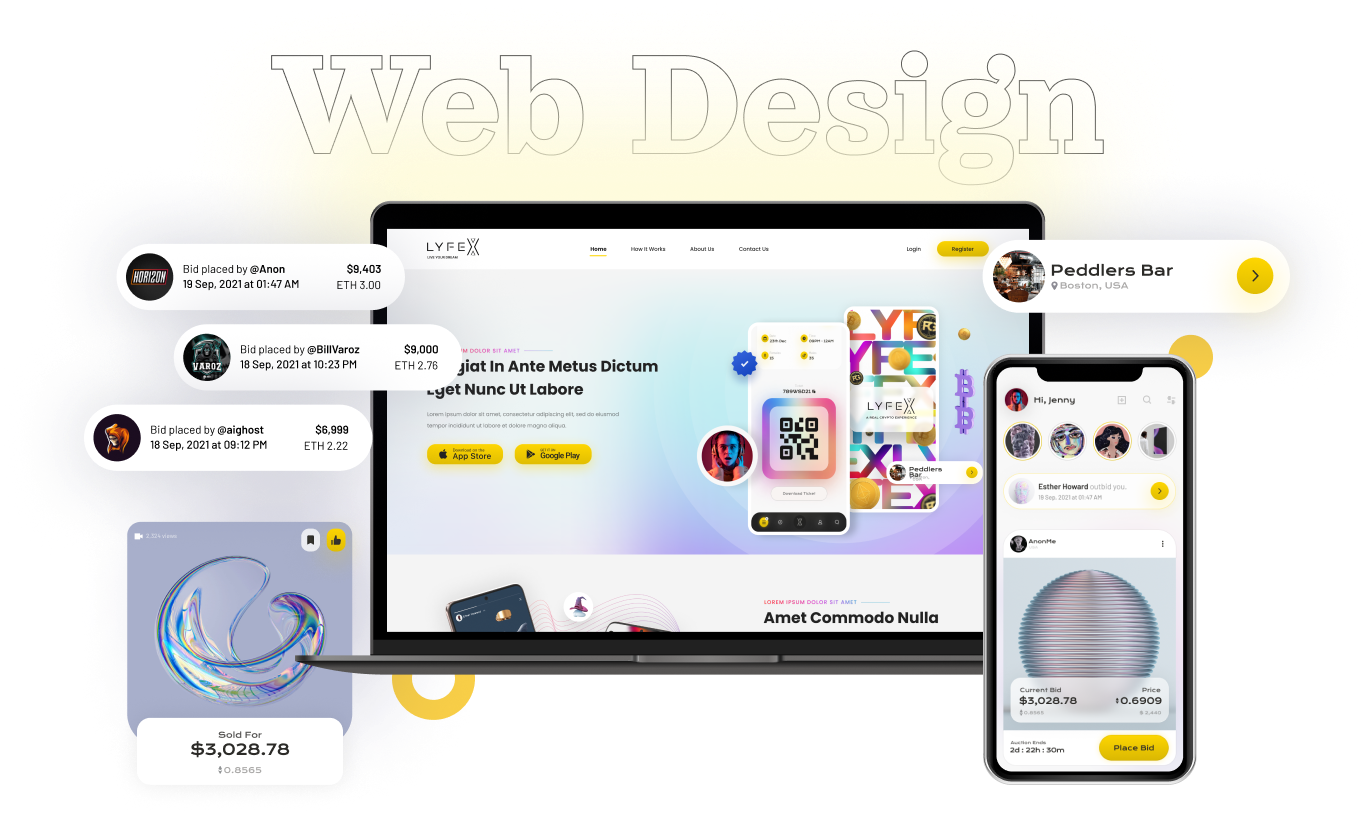 Web Design
LYFE
LIVE YOUR DREAM
Home
How It Works
About Us
Contact Us
Login
Register
Bid placed by @Anon
$9,403
19 Sep, 2021 at 01:47 AM
ETH 3.00
Bid placed by @BillVaroz
$9,000
18 Sep, 2021 at 10:23 PM
ETH 2.76
Bid placed by @aighost
$6,999
18 Sep, 2021 at 09:12 PM
ETH 2.22
HORIZON
VAROZ
DOLOR SIT AMET
In Ante Metus Dictum
Eget Nunc Ut Labore
Lorem ipsum dolor sit amet, consectetur adipiscing elit, sed do eiusmod
tempor incididunt ut labore et dolore magna aliqua.
Download on the
App Store
GET IT ON
Google Play
23th Dec
09PM - 12AM
25
35
Download Ticket
LYFE
A REAL CRYPTO EXPERIENCE
Peddlers
Bar
LOREM IPSUM DOLOR SIT AMET
Amet Commodo Nulla
Peddlers Bar
Boston, USA
Hi, Jenny
Esther Howard outbid you.
18 Sep, 2021 at 01:47 AM
AnonMe
Current Bid
Price
$3,028.78
0.6909
0.8565
$ 2,440
Auction Ends
2d : 22h : 30m
Place Bid
2.324 views
Sold For
$3,028.78
0.8565